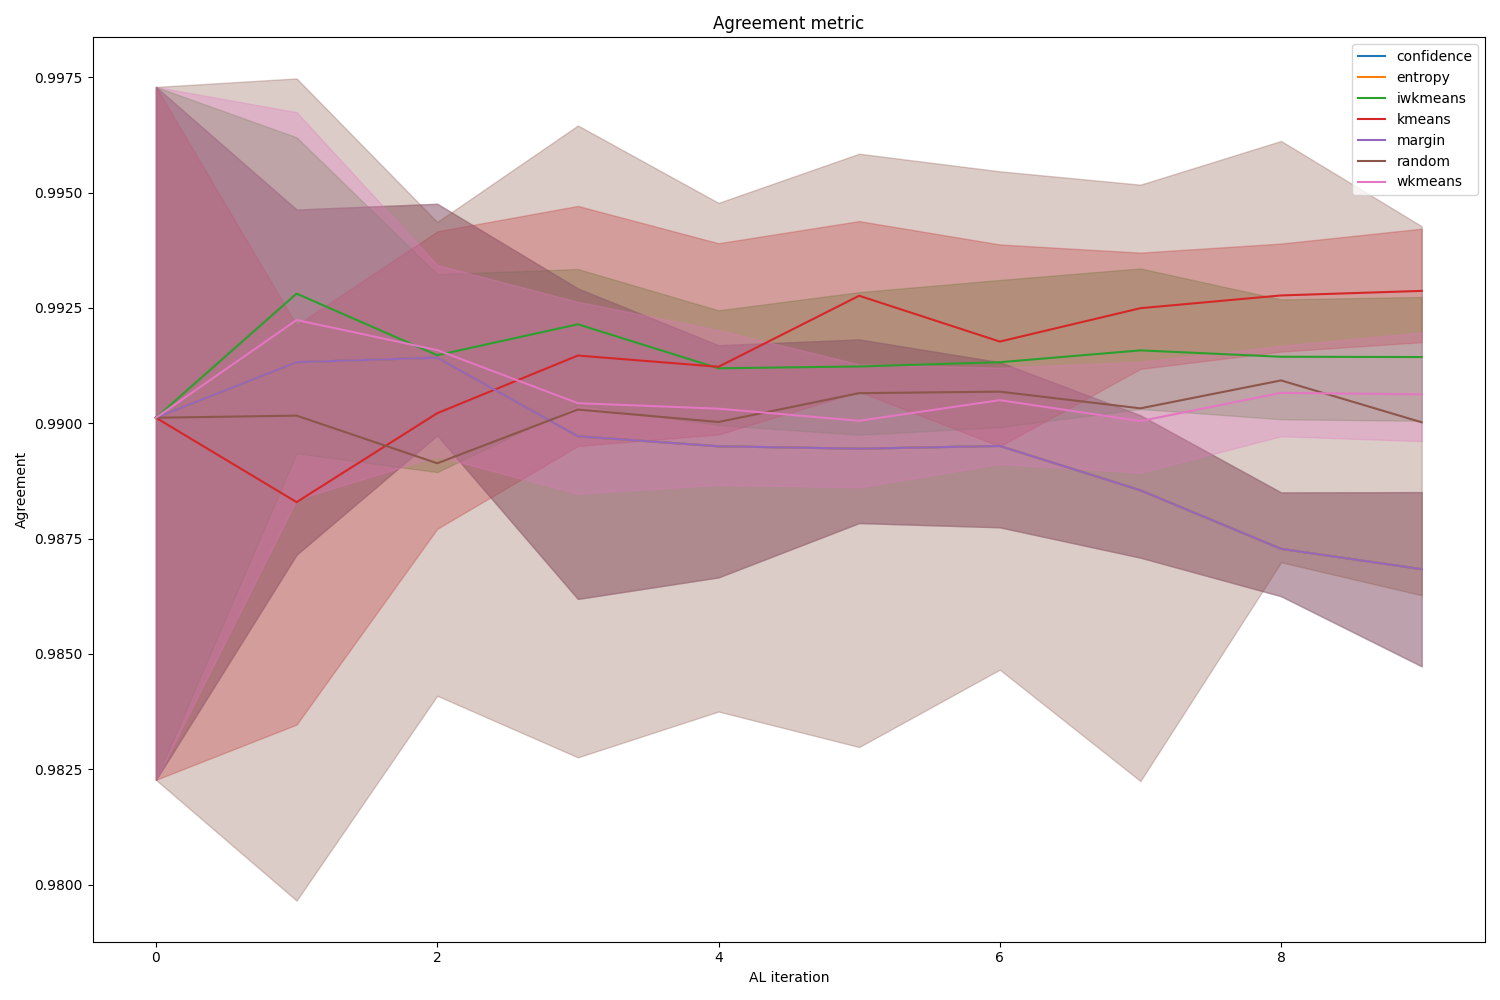 Agreement metric
0.9975
0.9950
0.9925
0.9900
0.9875
0.9850
0.9825
0.9800
Agreement
0
2
4
6
8
AL iteration
confidence
entropy
iwkmeans
kmeans
margin
random
wkmeans